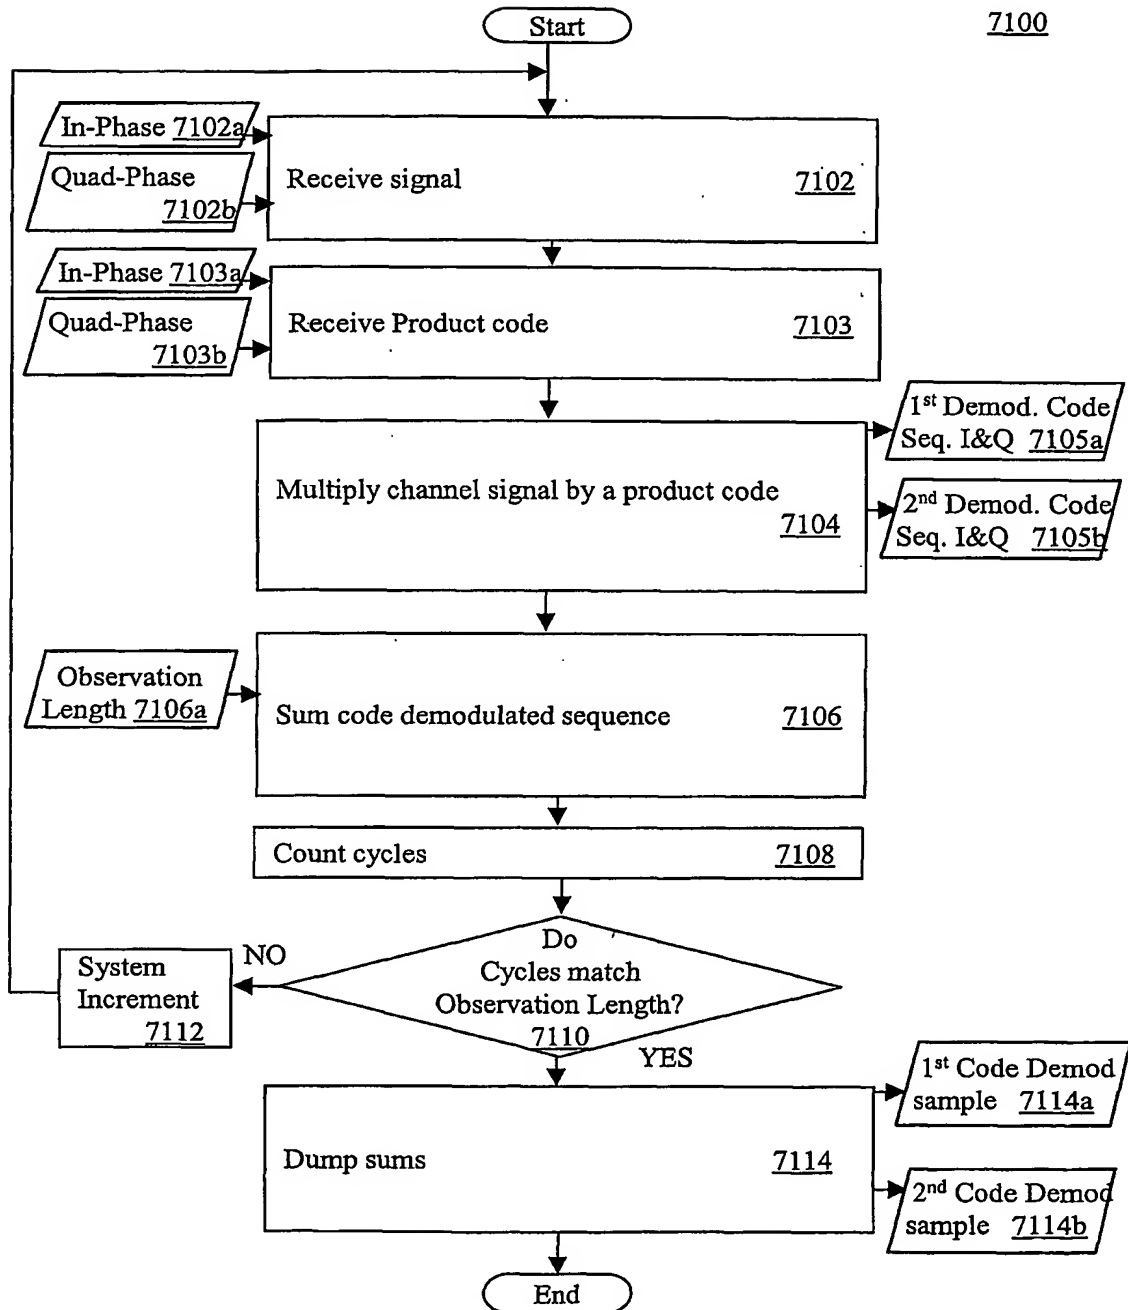 Start
7100
In-Phase 7102a
Quad-Phase
7102b
Receive signal 7102
In-Phase 7103a
Quad-Phase
7103b
Receive Product code 7103
1st Demod. Code
Seq. I&Q 7105a
Multiply channel signal by a product code
7104
2nd Demod. Code
Seq. I&Q 7105b
Observation
Length 7106a
Sum code demodulated sequence 7106
Count cycles 7108
Do
Cycles match
Observation Length?
7110
NO
System
Increment
7112
YES
1st Code Demod
sample 7114a
Dump sums 7114
2nd Code Demod
sample 7114b
End